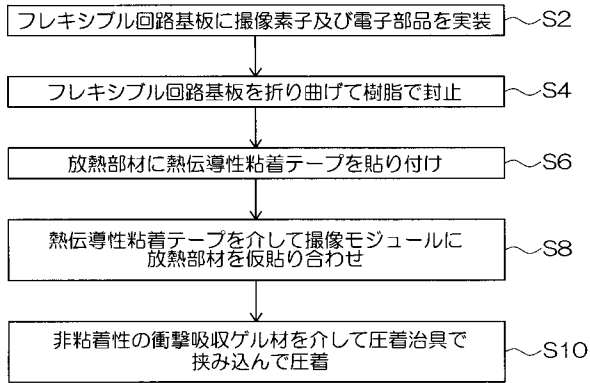 フレキシブル回路基板に撮像素子及び電子部品を実装
S2
フレキシブル回路基板を折り曲げて樹脂で封止
S4
放熱部材に熱伝導性粘着テープを貼り付け
S6
熱伝導性粘着テープを介して撮像モジュールに
放熱部材を仮貼り合わせ
S8
非粘着性の衝撃吸収ゲル材を介して圧着治具で
挟み込んで圧着
S10